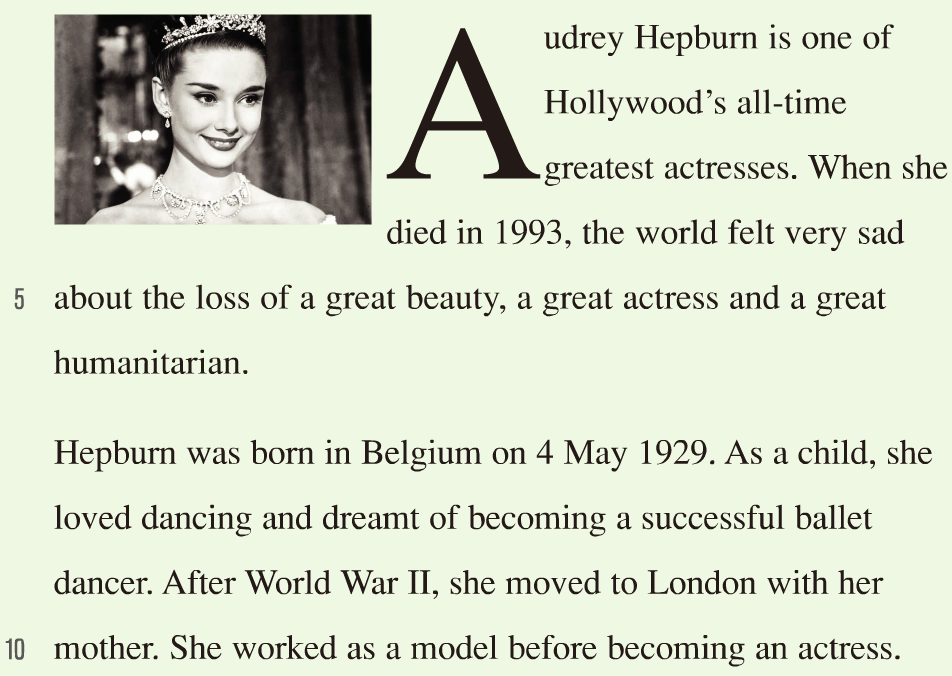 Audrey Hepburn is one of
Hollywood's all-time
greatest actresses. When she
died in 1993, the world felt very sad
5 about the loss of a great beauty, a great actress and a great
humanitarian.
Hepburn was born in Belgium on 4 May 1929. As a child, she
loved dancing and dreamt of becoming a successful ballet
dancer. After World War II, she moved to London with her
10 mother. She worked as a model before becoming an actress.